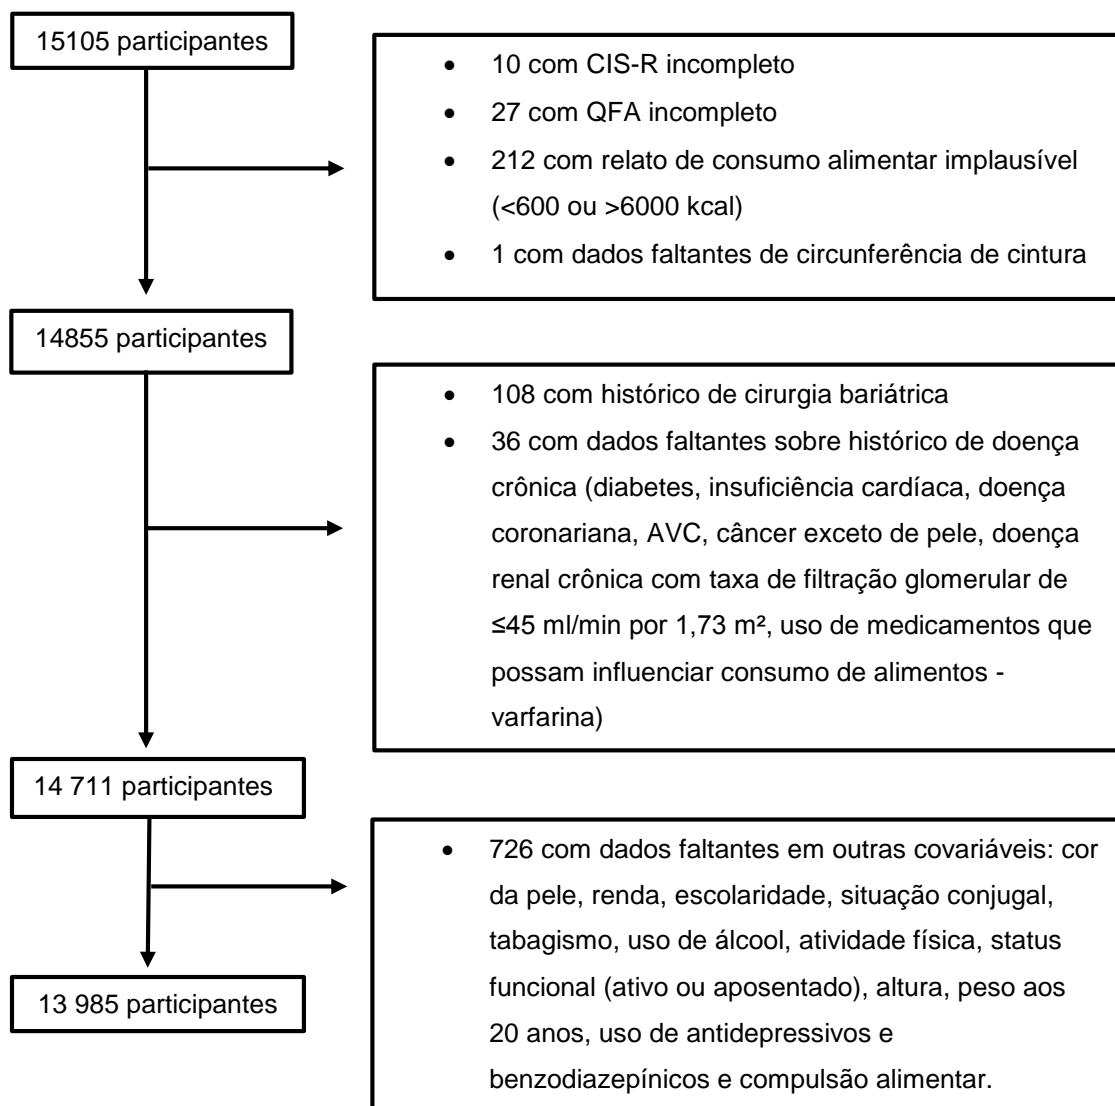 15105 participantes
• 10 com CIS-R incompleto
• 27 com QFA incompleto
• 212 com relato de consumo alimentar implausível
(<600 ou >6000 kcal)
• 1 com dados faltantes de circunferência de cintura
14855 participantes
• 108 com histórico de cirurgia bariátrica
• 36 com dados faltantes sobre histórico de doença
crônica (diabetes, insuficiência cardíaca, doença
coronariana, AVC, câncer exceto de pele, doença
renal crônica com taxa de filtração glomerular de
≤45 ml/min por 1,73 m², uso de medicamentos que
possam influenciar consumo de alimentos -
varfarina)
14 711 participantes
• 726 com dados faltantes em outras covariáveis: cor
da pele, renda, escolaridade, situação conjugal,
tabagismo, uso de álcool, atividade física, status
funcional (ativo ou aposentado), altura, peso aos
20 anos, uso de antidepressivos e
benzodiazepínicos e compulsão alimentar.
13 985 participantes